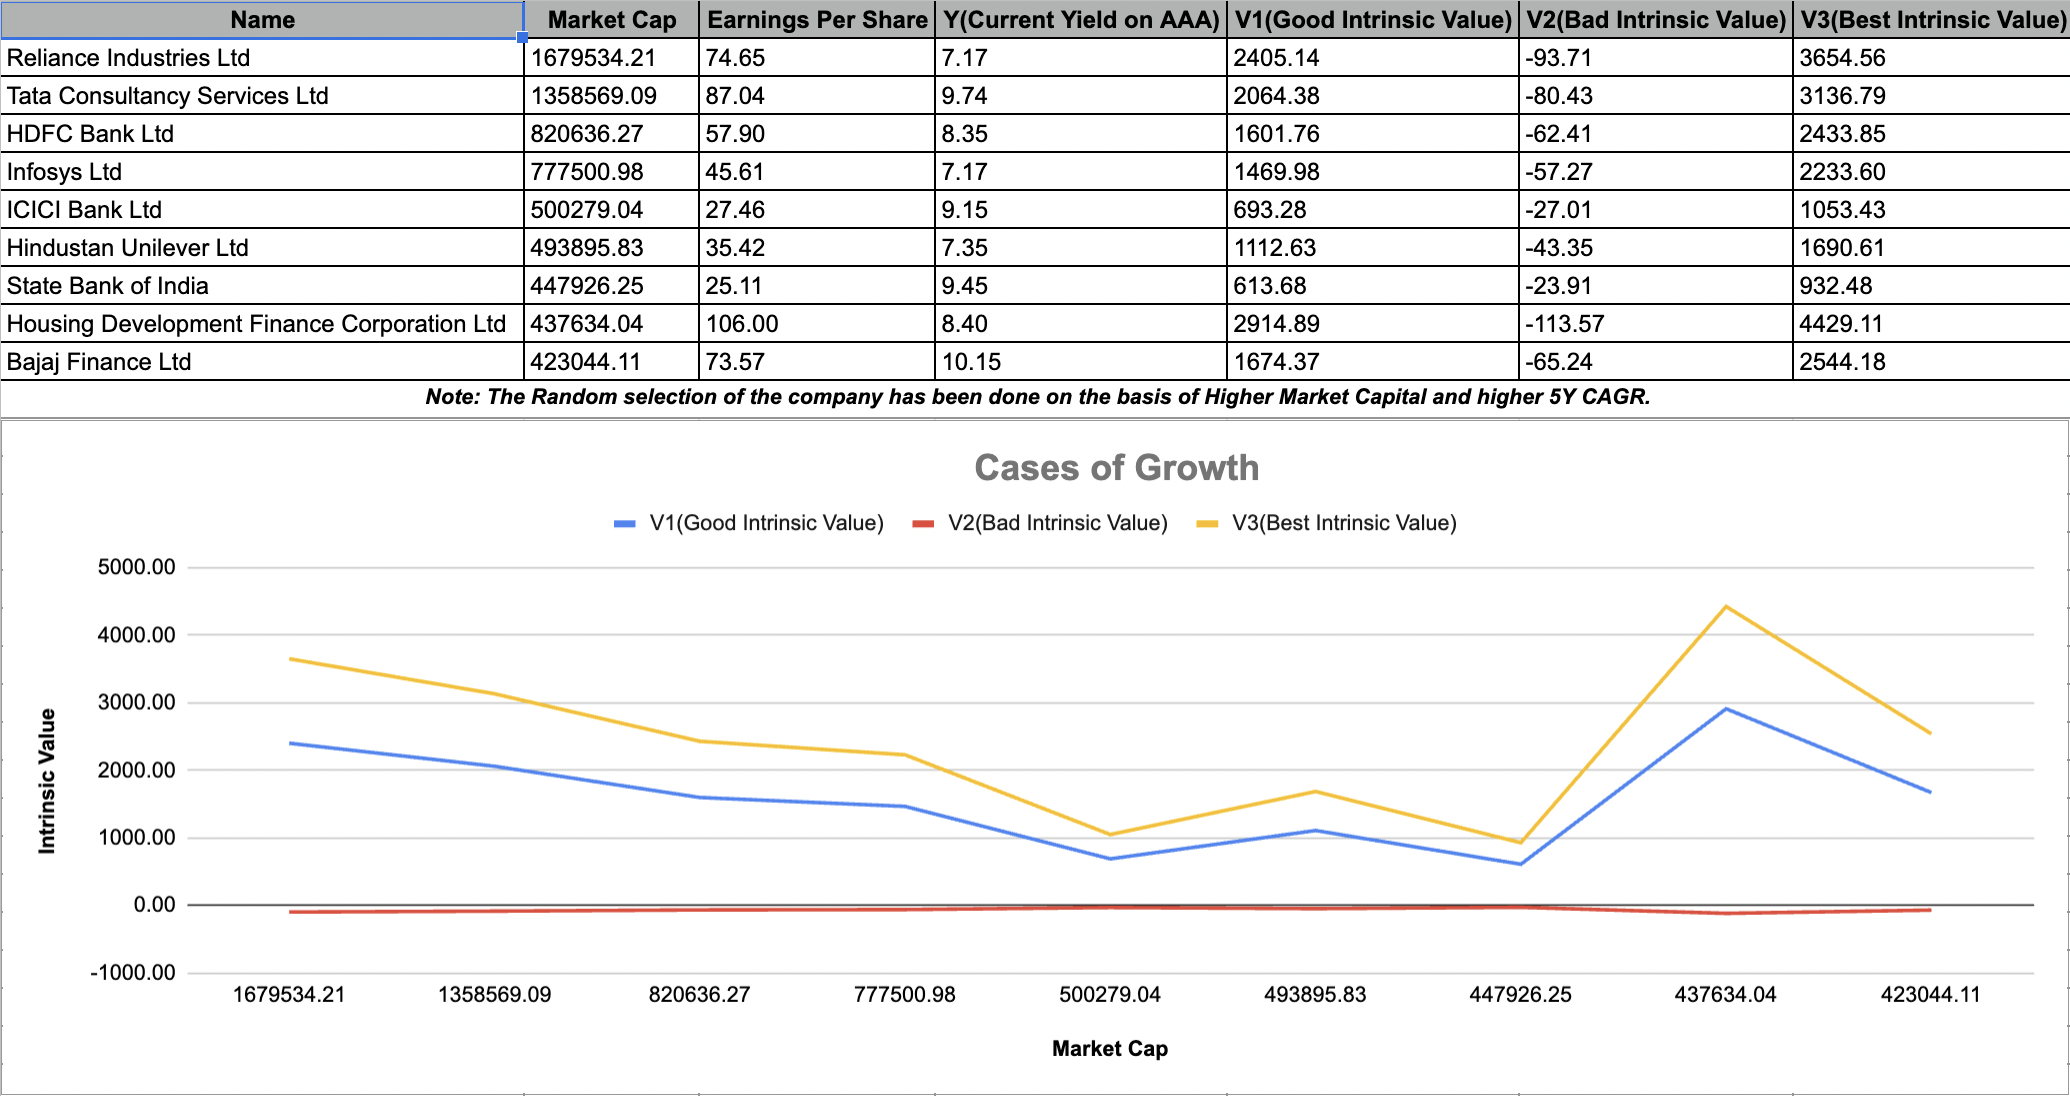 Name Market Cap Earnings Per Share Y(Current Yield on AAA) V1(Good Intrinsic Value) V2(Bad Intrinsic Value) V3(Best Intrinsic Value)
Reliance Industries Ltd 1679534.21 74.65 7.17 2405.14 -93.71 3654.56
Tata Consultancy Services Ltd 1358569.09 87.04 9.74 2064.38 -80.43 3136.79
HDFC Bank Ltd 820636.27 57.90 8.35 1601.76 -62.41 2433.85
Infosys Ltd 777500.98 45.61 7.17 1469.98 -57.27 2233.60
ICICI Bank Ltd 500279.04 27.46 9.15 693.28 -27.01 1053.43
Hindustan Unilever Ltd 493895.83 35.42 7.35 1112.63 -43.35 1690.61
State Bank of India 447926.25 25.11 9.45 613.68 -23.91 932.48
Housing Development Finance Corporation Ltd 437634.04 106.00 8.40 2914.89 -113.57 4429.11
Bajaj Finance Ltd 423044.11 73.57 10.15 1674.37 -65.24 2544.18
Note: The Random selection of the company has been done on the basis of Higher Market Capital and higher 5Y CAGR.
Cases of Growth
V1(Good Intrinsic Value) V2(Bad Intrinsic Value) V3(Best Intrinsic Value)
5000.00
4000.00
3000.00
2000.00
1000.00
0.00
-1000.00
Intrinsic Value
1679534.21 1358569.09 820636.27 777500.98 500279.04 493895.83 447926.25 437634.04 423044.11
Market Cap